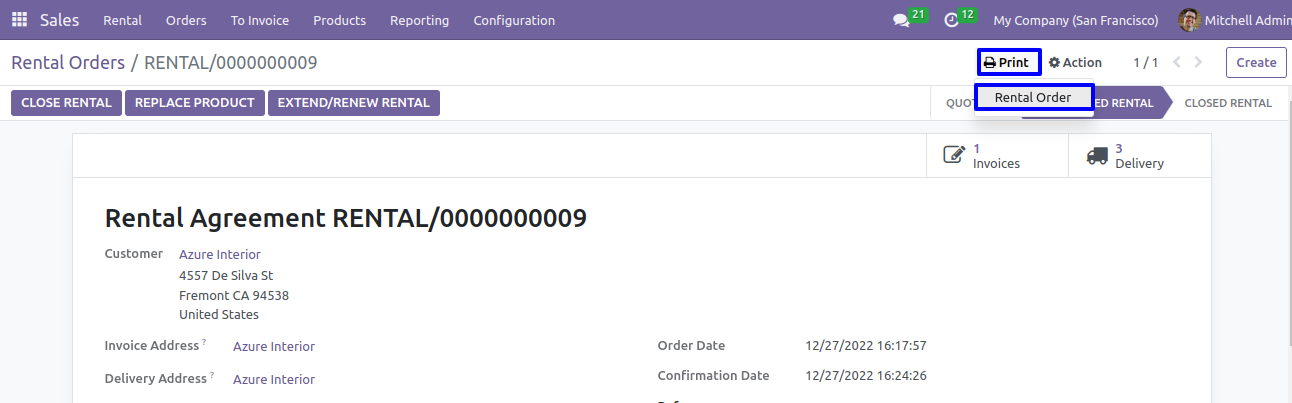 Sales Rental Orders To Invoice Products Reporting Configuration 21 12 My Company (San Francisco) Mitchell Admin
Rental Orders / RENTAL/0000000009 Print Action 1 / 1 Create
Rental Order
CLOSE RENTAL REPLACE PRODUCT EXTEND/RENEW RENTAL RENTAL CLOSED RENTAL
1 Invoices
3 Delivery
Rental Agreement RENTAL/0000000009
Customer Azure Interior
4557 De Silva St
Fremont CA 94538
United States
Invoice Address ? Azure Interior
Order Date 12/27/2022 16:17:57
Delivery Address ? Azure Interior
Confirmation Date 12/27/2022 16:24:26